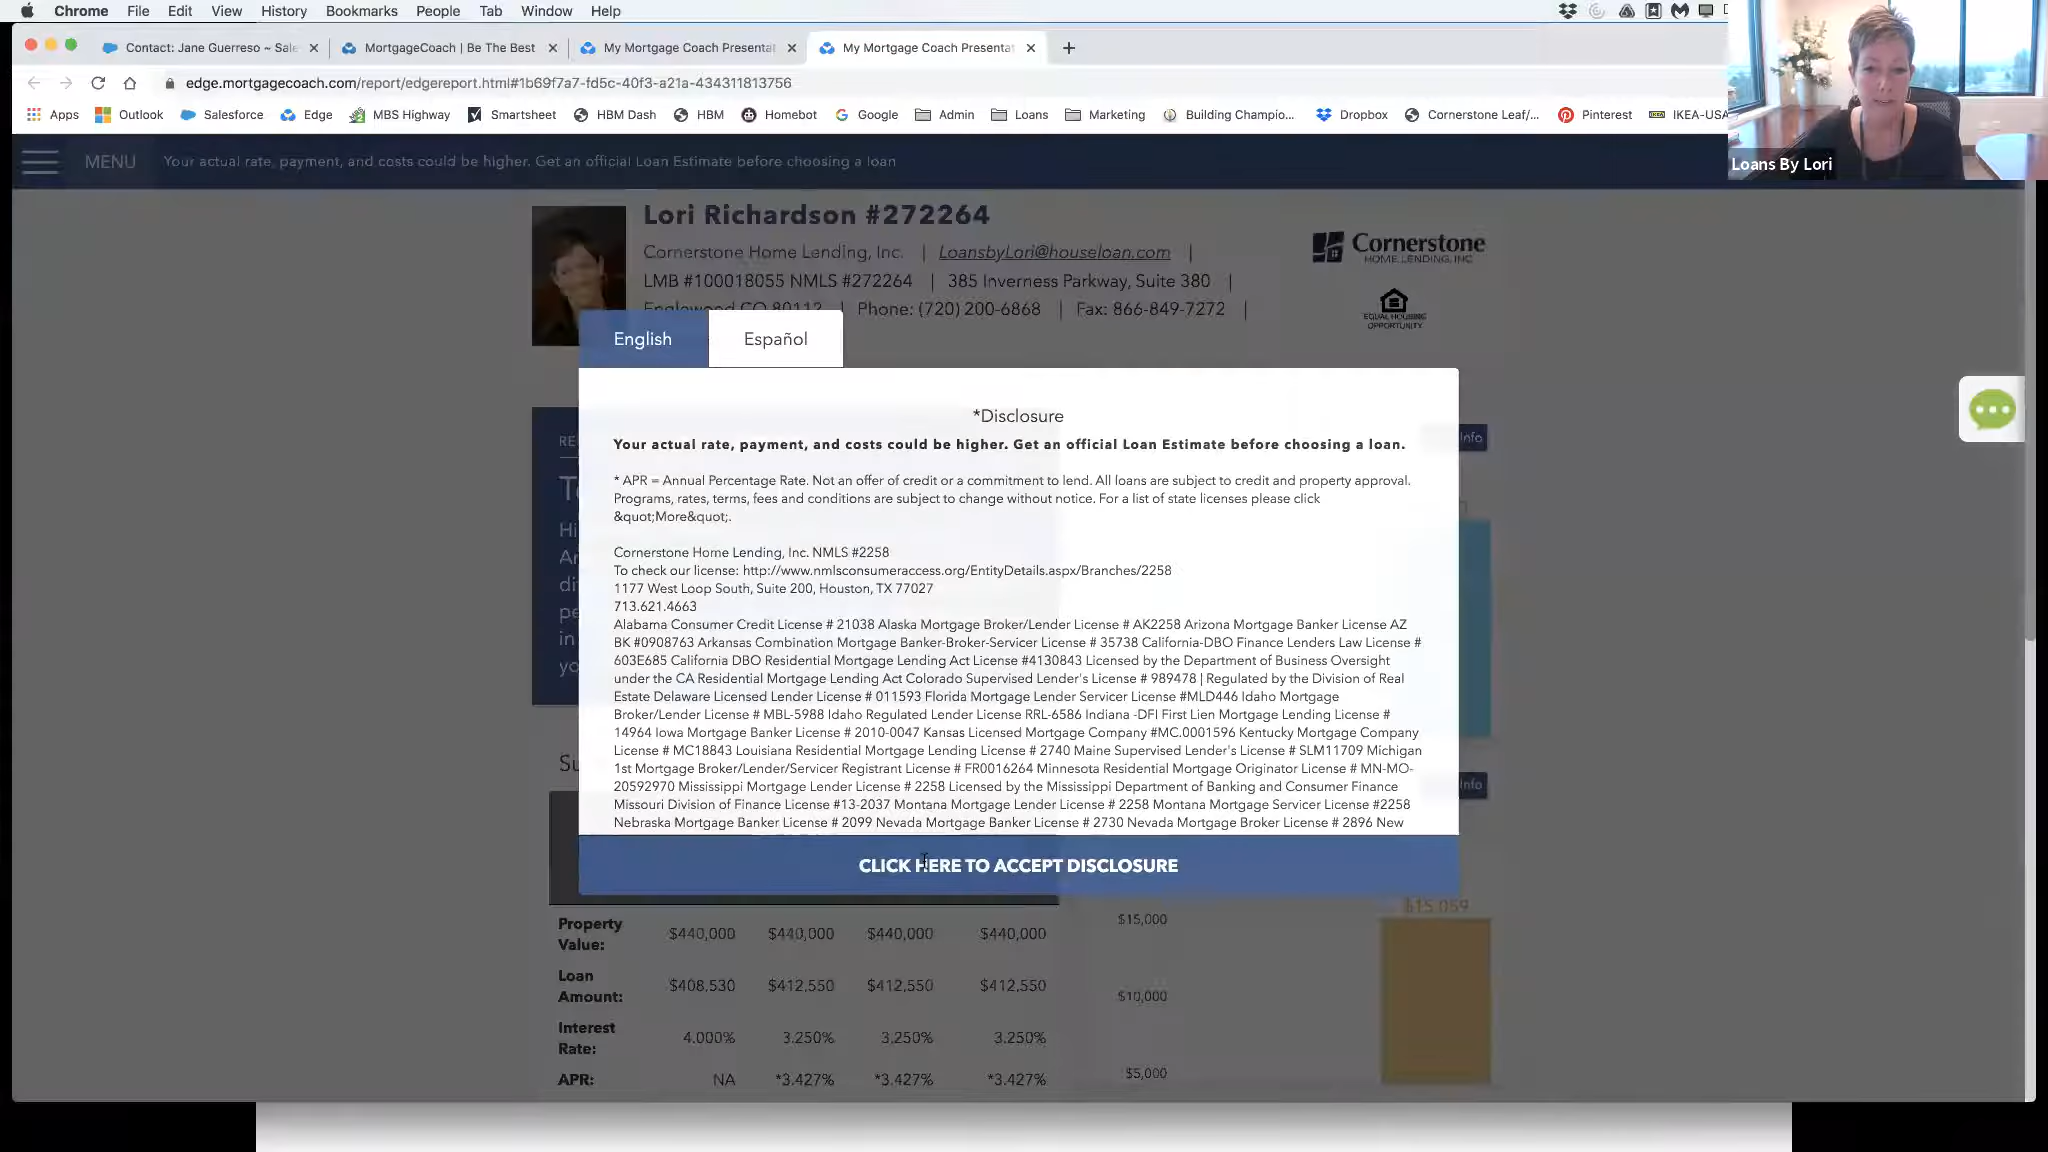 Chrome File Edit View History Bookmarks People Tab Window Help
Contact: Jane Guerreso ~ Sale
MortgageCoach | Be The Best
My Mortgage Coach Presentat
My Mortgage Coach Presentat
edge.mortgagecoach.com/report/edgereport.html#1b69f7a7-fd5c-40f3-a21a-434311813756
Apps Outlook Salesforce Edge MBS Highway Smartsheet HBM Dash HBM Homebot Google Admin Loans Marketing Building Champio... Dropbox Cornerstone Leaf/... Pinterest IKEA-USA
Loans By Lori
MENU Your actual rate, payment, and costs could be higher. Get an official Loan Estimate before choosing a loan
Lori Richardson #272264
Cornerstone Home Lending, Inc. | LoansbyLori@houseloan.com |
LMB #100018055 NMLS #272264 | 385 Inverness Parkway, Suite 380 |
Englewood CO 80112 | Phone: (720) 200-6868 | Fax: 866-849-7272 |
Cornerstone
HOME LENDING, INC
EQUAL HOUSING
OPPORTUNITY
English Español
*Disclosure
Your actual rate, payment, and costs could be higher. Get an official Loan Estimate before choosing a loan.
* APR = Annual Percentage Rate. Not an offer of credit or a commitment to lend. All loans are subject to credit and property approval.
Programs, rates, terms, fees and conditions are subject to change without notice. For a list of state licenses please click
&quot;More&quot;.
Cornerstone Home Lending, Inc. NMLS #2258
To check our license: http://www.nmlsconsumeraccess.org/EntityDetails.aspx/Branches/2258
1177 West Loop South, Suite 200, Houston, TX 77027
713.621.4663
Alabama Consumer Credit License # 21038 Alaska Mortgage Broker/Lender License # AK2258 Arizona Mortgage Banker License AZ
BK #0908763 Arkansas Combination Mortgage Banker-Broker-Servicer License # 35738 California-DBO Finance Lenders Law License #
603E685 California DBO Residential Mortgage Lending Act License #4130843 Licensed by the Department of Business Oversight
under the CA Residential Mortgage Lending Act Colorado Supervised Lender's License # 989478 | Regulated by the Division of Real
Estate Delaware Licensed Lender License # 011593 Florida Mortgage Lender Servicer License #MLD446 Idaho Mortgage
Broker/Lender License # MBL-5988 Idaho Regulated Lender License RRL-6586 Indiana -DFI First Lien Mortgage Lending License #
14964 Iowa Mortgage Banker License # 2010-0047 Kansas Licensed Mortgage Company #MC.0001596 Kentucky Mortgage Company
License # MC18843 Louisiana Residential Mortgage Lending License # 2740 Maine Supervised Lender's License # SLM11709 Michigan
1st Mortgage Broker/Lender/Servicer Registrant License # FR0016264 Minnesota Residential Mortgage Originator License # MN-MO-
20592970 Mississippi Mortgage Lender License # 2258 Licensed by the Mississippi Department of Banking and Consumer Finance
Missouri Division of Finance License #13-2037 Montana Mortgage Lender License # 2258 Montana Mortgage Servicer License #2258
Nebraska Mortgage Banker License # 2099 Nevada Mortgage Banker License # 2730 Nevada Mortgage Broker License # 2896 New
CLICK HERE TO ACCEPT DISCLOSURE
Info
Info
Property Value: $440,000 $440,000 $440,000 $440,000
Loan Amount: $408,530 $412,550 $412,550 $412,550
Interest Rate: 4.000% 3.250% 3.250% 3.250%
APR: NA *3.427% *3.427% *3.427%
$15,059
$15,000
$10,000
$5,000